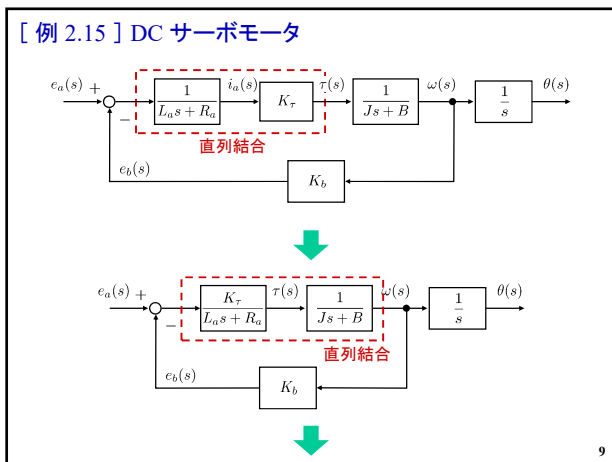 [ 例 2.15 ] DC サーボモータ
e_a(s) + − 1/(L_a s + R_a) i_a(s) K_τ τ(s) 1/(Js + B) ω(s) 1/s θ(s)
直列結合
e_b(s) K_b
e_a(s) + − K_τ/(L_a s + R_a) τ(s) 1/(Js + B) ω(s) 1/s θ(s)
直列結合
e_b(s) K_b
9